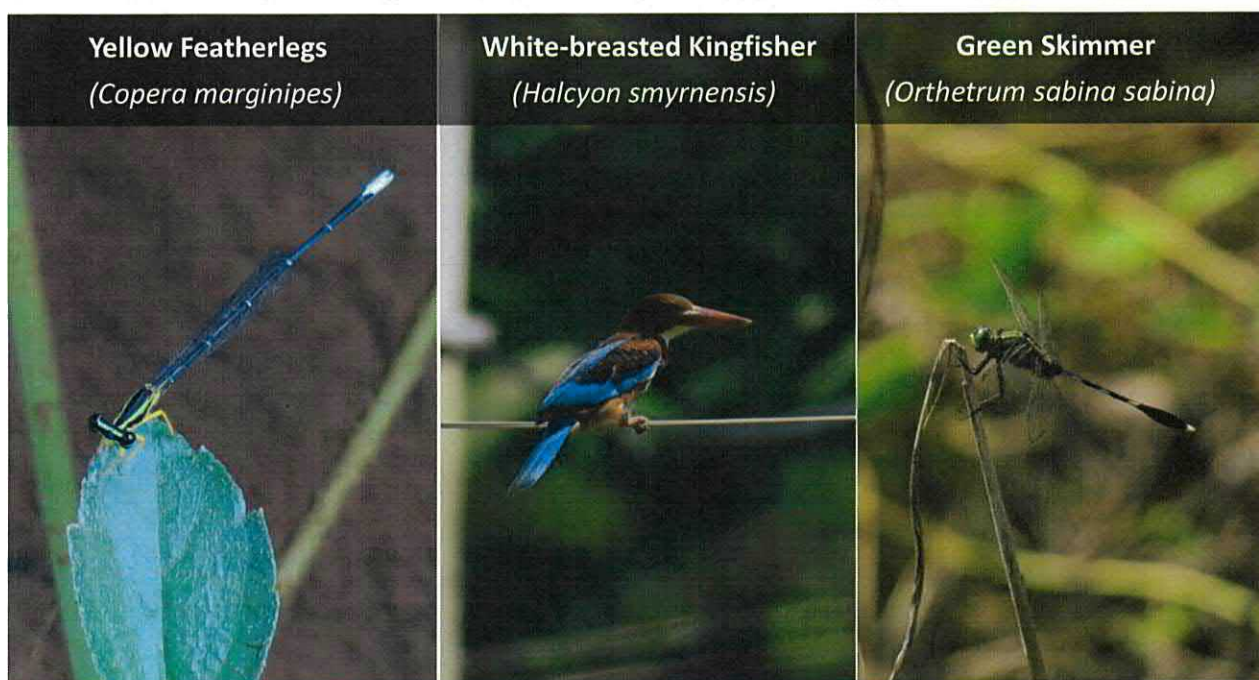 Yellow Featherlegs
(Copera marginipes)
White-breasted Kingfisher
(Halcyon smyrnensis)
Green Skimmer
(Orthetrum sabina sabina)